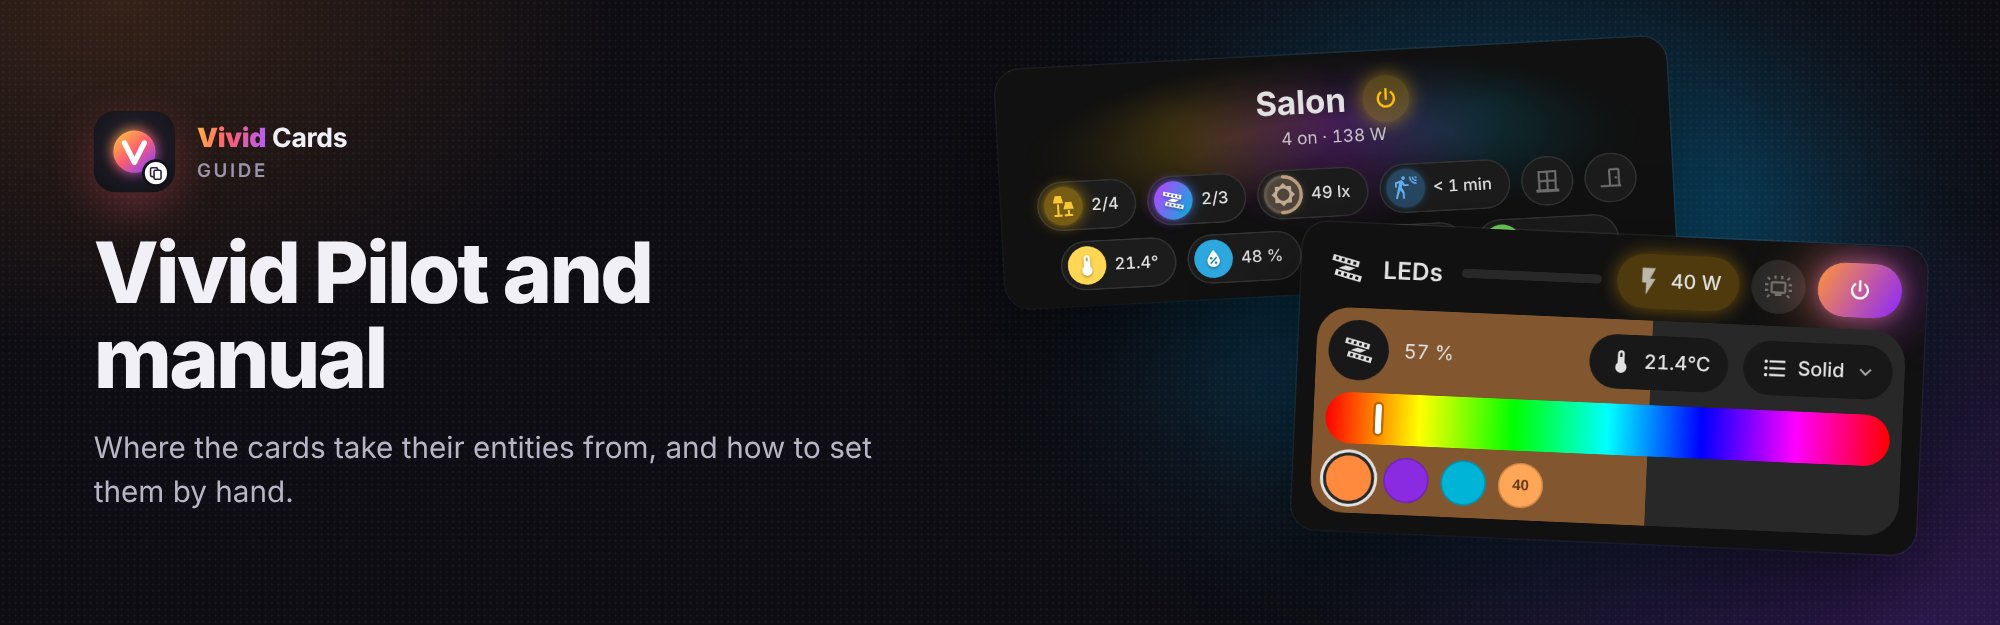 Vivid Cards
GUIDE
Vivid Pilot and
manual
Where the cards take their entities from, and how to set
them by hand.
Salon
4 on · 138 W
2/4
2/3
49 lx
< 1 min
21.4°
48 %
LEDs
40 W
57 %
21.4°C
Solid
40